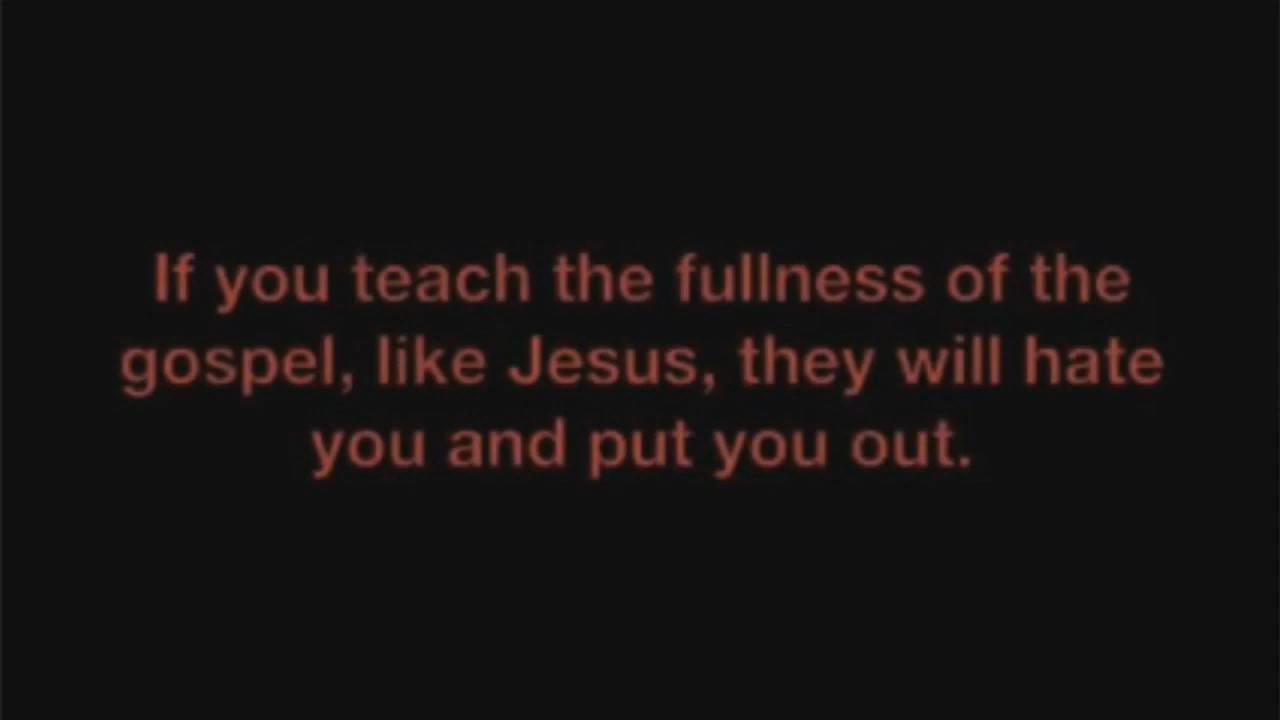 If you teach the fullness of the
gospel, like Jesus, they will hate
you and put you out.